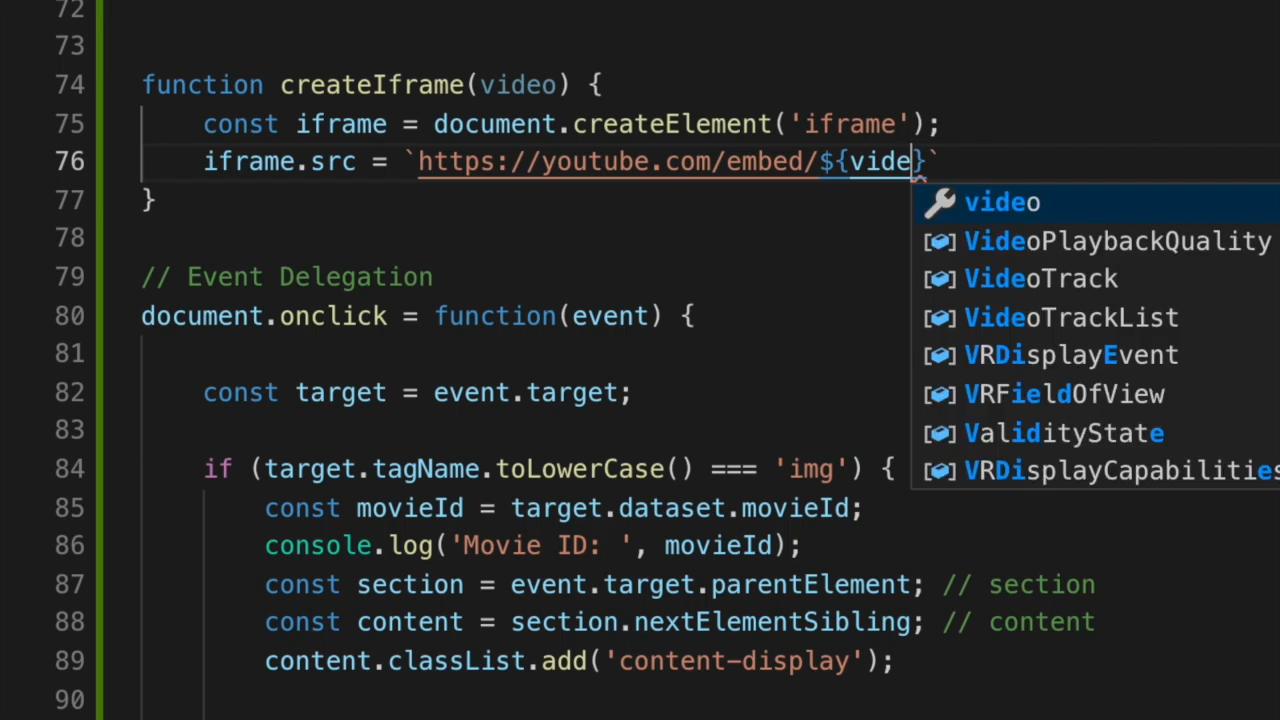 72
73
74 function createIframe(video) {
75     const iframe = document.createElement('iframe');
76     iframe.src = `https://youtube.com/embed/${vide}`
77 }
video
VideoPlaybackQuality
VideoTrack
VideoTrackList
VRDisplayEvent
VRFieldOfView
ValidityState
VRDisplayCapabilities
78
79 // Event Delegation
80 document.onclick = function(event) {
81
82     const target = event.target;
83
84     if (target.tagName.toLowerCase() === 'img') {
85         const movieId = target.dataset.movieId;
86         console.log('Movie ID: ', movieId);
87         const section = event.target.parentElement; // section
88         const content = section.nextElementSibling; // content
89         content.classList.add('content-display');
90